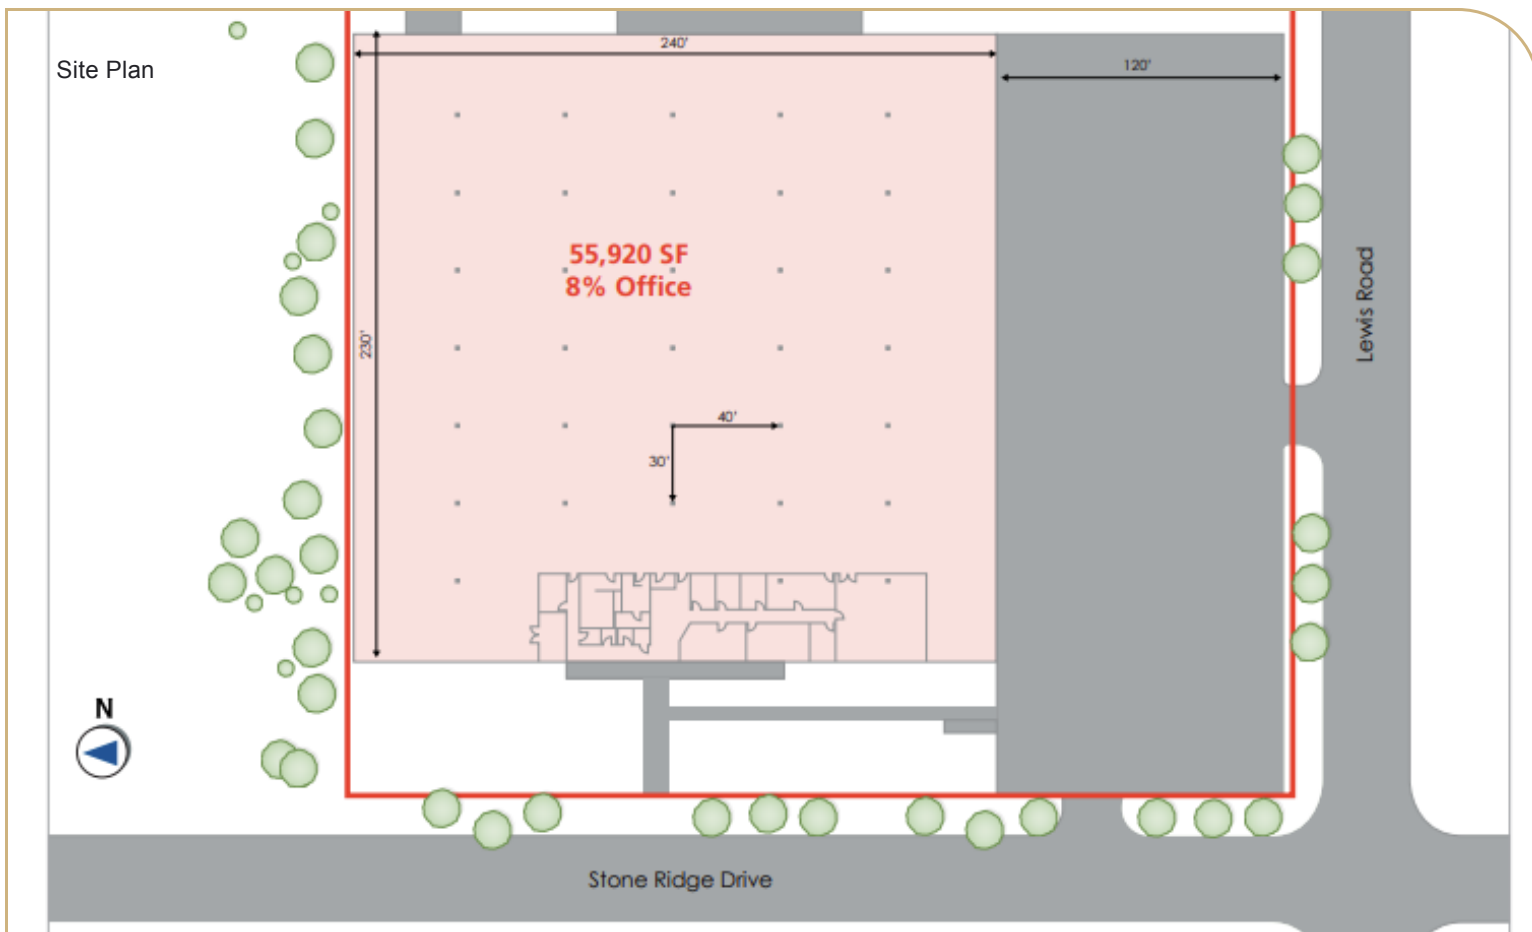 Site Plan
240'
120'
55,920 SF
8% Office
230'
40'
30'
Lewis Road
N
Stone Ridge Drive